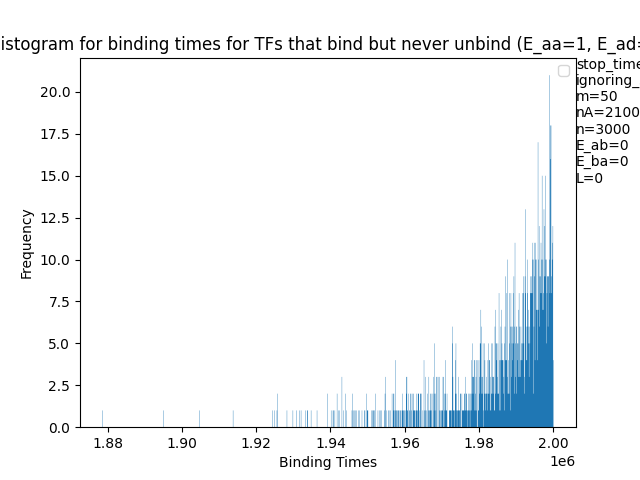 istogram for binding times for TFs that bind but never unbind (E_aa=1, E_ad=
stop_time
ignoring_
m=50
nA=2100
n=3000
E_ab=0
E_ba=0
L=0
20.0
17.5
15.0
12.5
10.0
7.5
5.0
2.5
0.0
Frequency
1.88
1.90
1.92
1.94
1.96
1.98
2.00
1e6
Binding Times